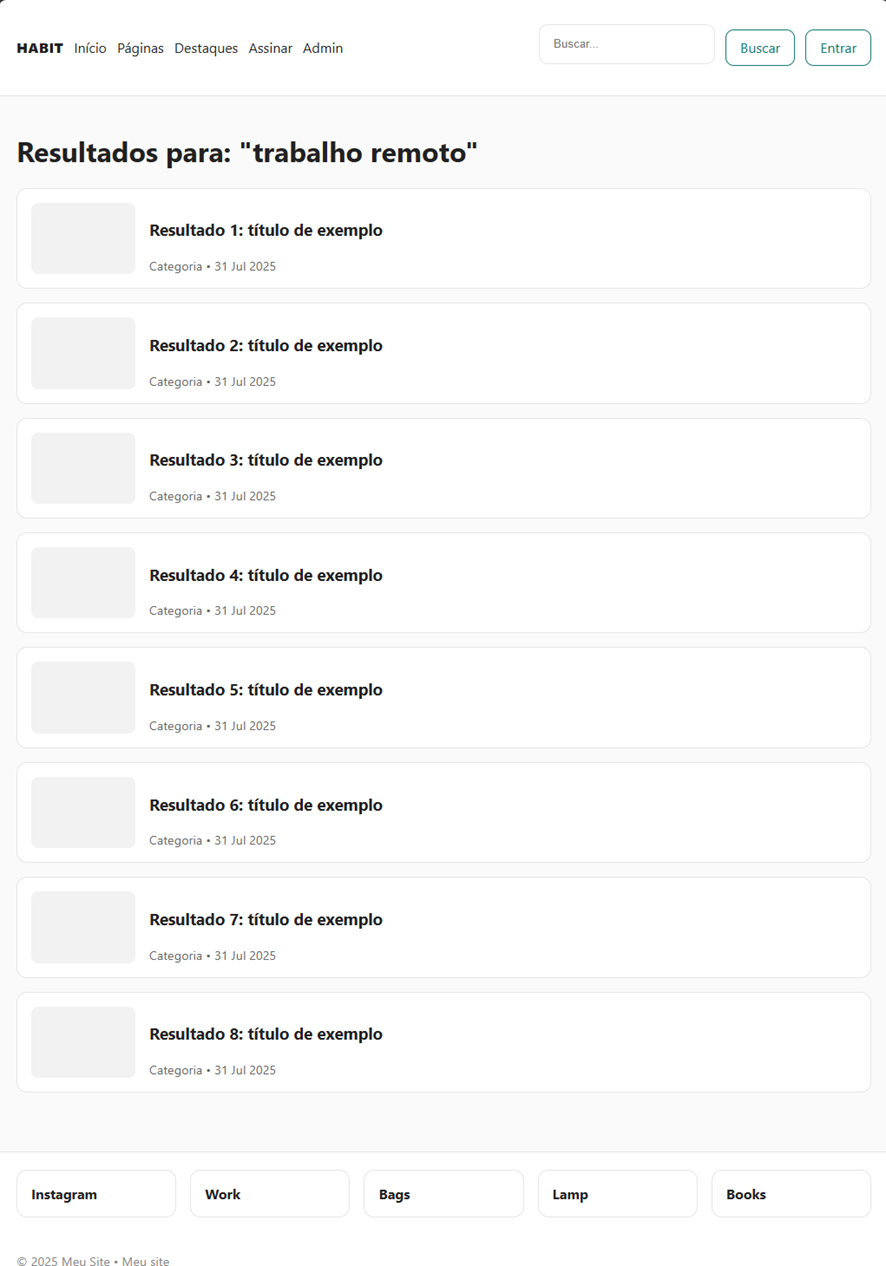 HABIT Início Páginas Destaques Assinar Admin Buscar... Buscar Entrar
Resultados para: "trabalho remoto"
Resultado 1: título de exemplo
Categoria • 31 Jul 2025
Resultado 2: título de exemplo
Categoria • 31 Jul 2025
Resultado 3: título de exemplo
Categoria • 31 Jul 2025
Resultado 4: título de exemplo
Categoria • 31 Jul 2025
Resultado 5: título de exemplo
Categoria • 31 Jul 2025
Resultado 6: título de exemplo
Categoria • 31 Jul 2025
Resultado 7: título de exemplo
Categoria • 31 Jul 2025
Resultado 8: título de exemplo
Categoria • 31 Jul 2025
Instagram Work Bags Lamp Books
© 2025 Meu Site • Meu site